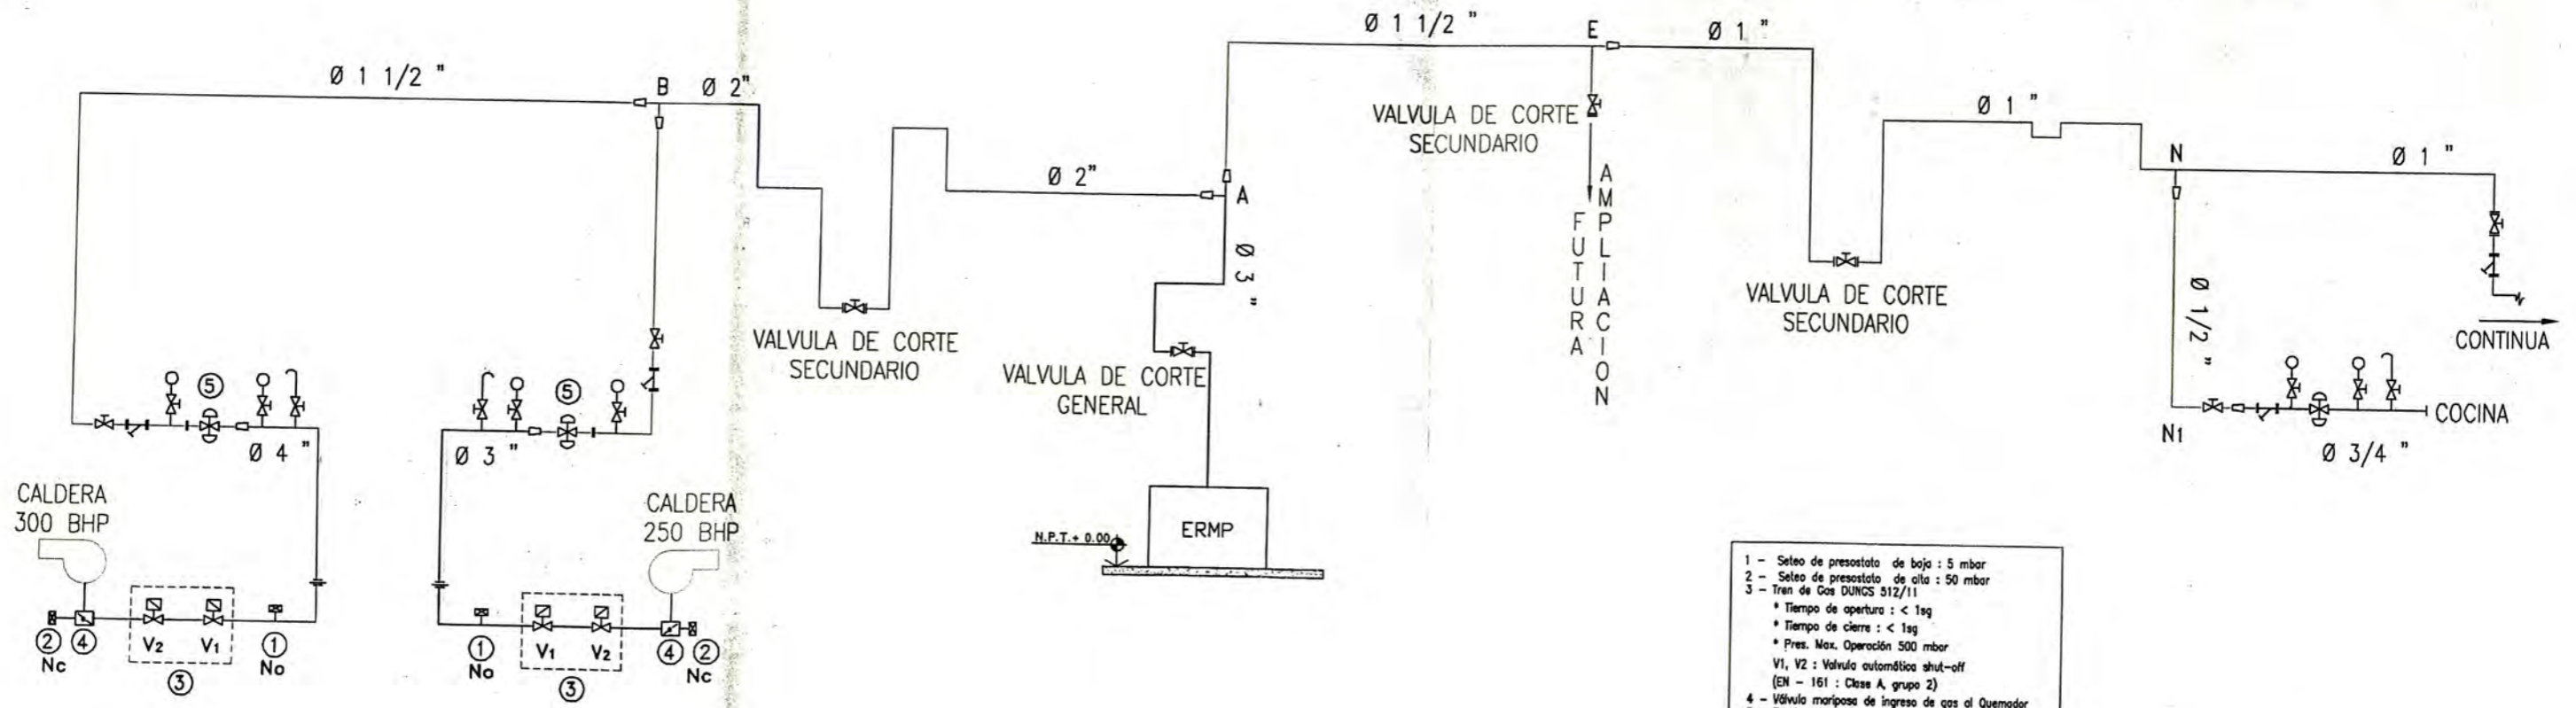 Ø 1 1/2 "
B
Ø 2"
Ø 1 1/2 "
E
Ø 1 "
VALVULA DE CORTE
SECUNDARIO
Ø 1 "
N
Ø 1 "
Ø 2"
A
Ø 3 "
FUTURA
AMPLIACION
VALVULA DE CORTE
SECUNDARIO
VALVULA DE CORTE
SECUNDARIO
VALVULA DE CORTE
GENERAL
Ø 1/2 "
CONTINUA
5
5
Ø 4 "
Ø 3 "
COCINA
N1
Ø 3/4 "
CALDERA
300 BHP
CALDERA
250 BHP
ERMP
N.P.T.+ 0.00
2
4
V2
V1
1
Nc
No
3
1
V1
V2
4
2
No
Nc
3
1 - Seteo de presostato de baja : 5 mbar
2 - Seteo de presostato de alta : 50 mbar
3 - Tren de Gas DUNGS 512/11
* Tiempo de apertura : < 1sg
* Tiempo de cierre : < 1sg
* Pres. Max. Operación 500 mbar
V1, V2 : Valvula automática shut-off
(EN - 161 : Clase A, grupo 2)
4 - Válvula mariposa de ingreso de gas al Quemador